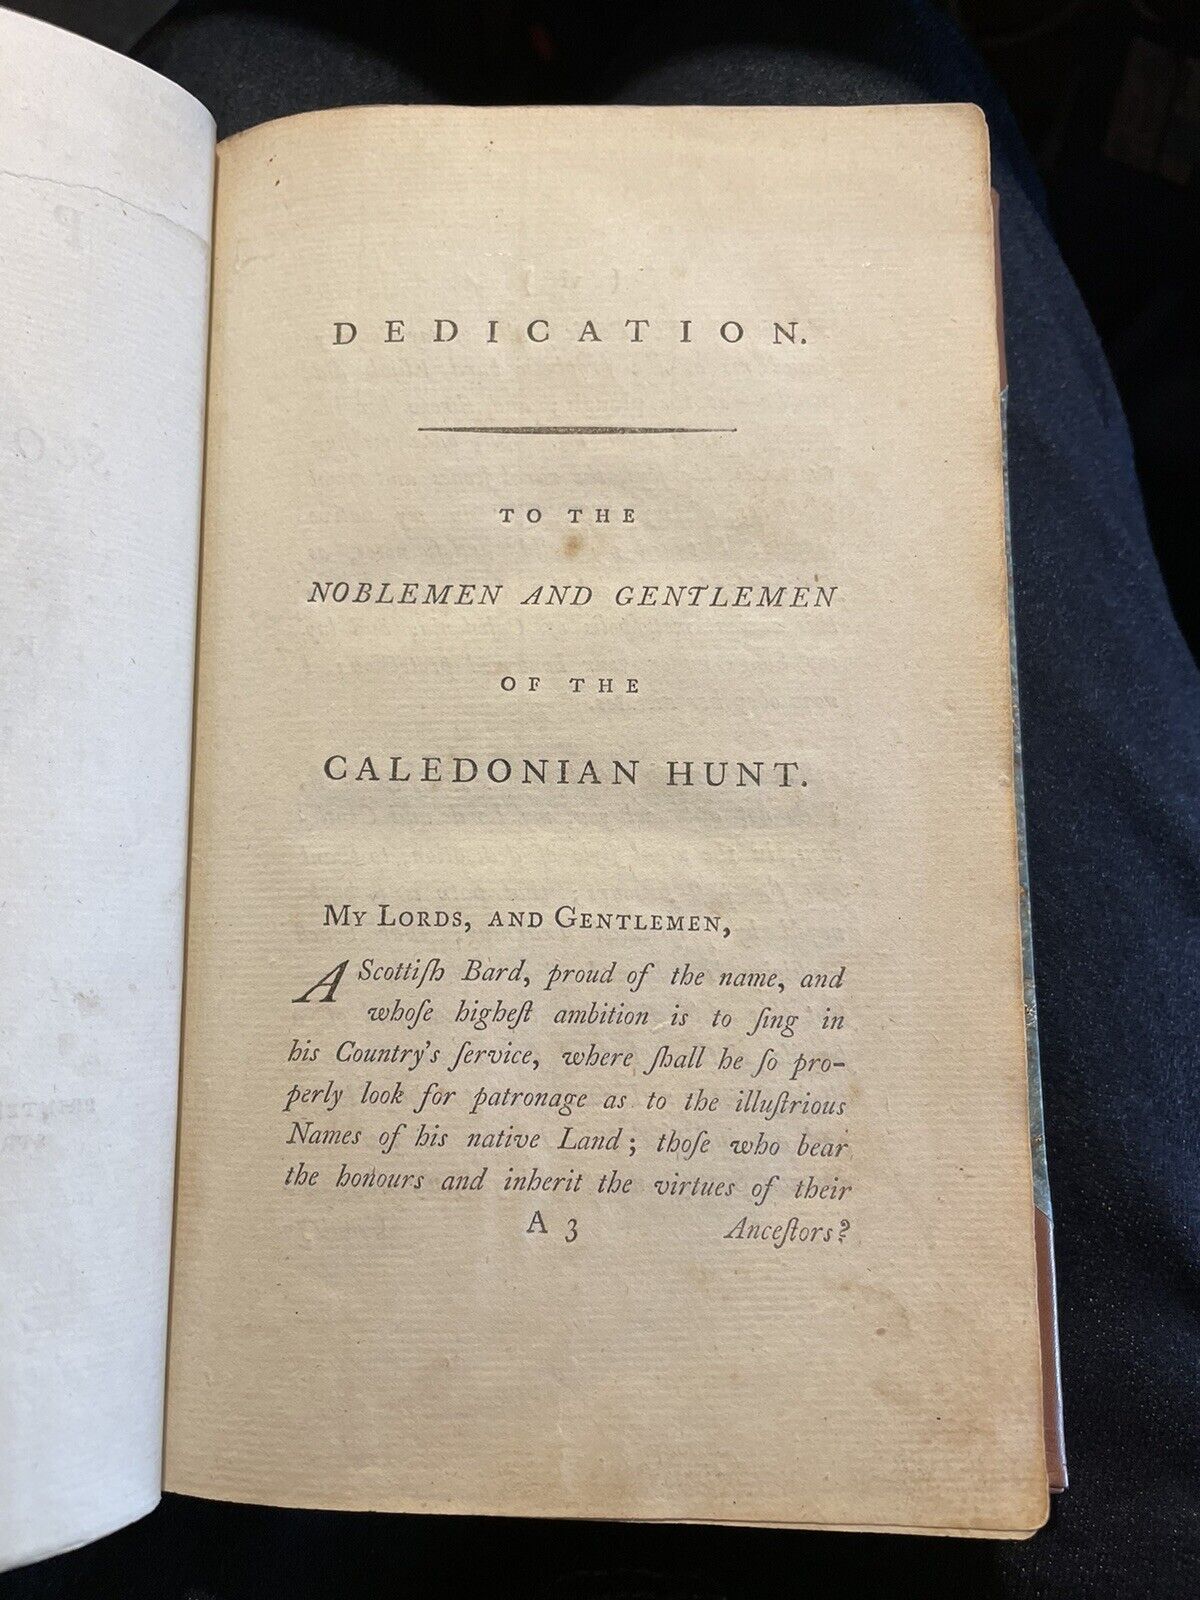 DEDICATION.
TO THE
NOBLEMEN AND GENTLEMEN
OF THE
CALEDONIAN HUNT.
MY LORDS, AND GENTLEMEN,
A Scottiſh Bard, proud of the name, and
whoſe higheſt ambition is to ſing in
his Country's ſervice, where ſhall he ſo pro-
perly look for patronage as to the illuſtrious
Names of his native Land; thoſe who bear
the honours and inherit the virtues of their
A 3 Anceſtors?